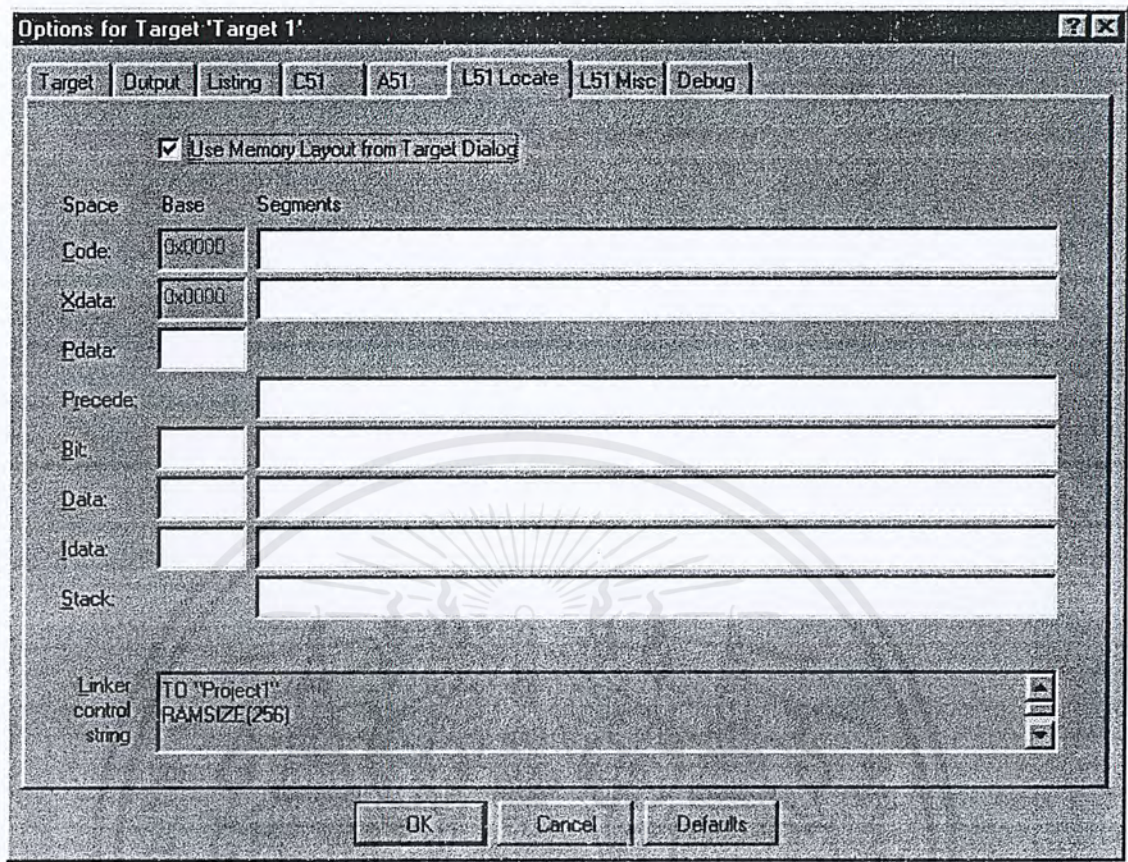 Options for Target 'Target 1'
Target Output Listing C51 A51 L51 Locate L51 Misc Debug
Use Memory Layout from Target Dialog
Space Base Segments
Code: 0x0000
Xdata: 0x0000
Pdata:
Precede:
Bit:
Data:
Idata:
Stack:
Linker control string
TO "Project1"
RAMSIZE(256)
OK Cancel Defaults